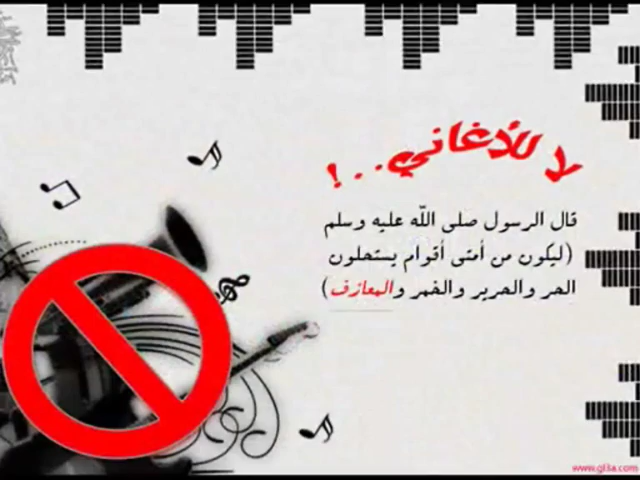 لا للأغاني..!
قال الرسول صلى الله عليه وسلم
(ليكون من أمتى أقوام يستحلون
الحر والحرير والخمر والمعازف)
www.gl3a.com